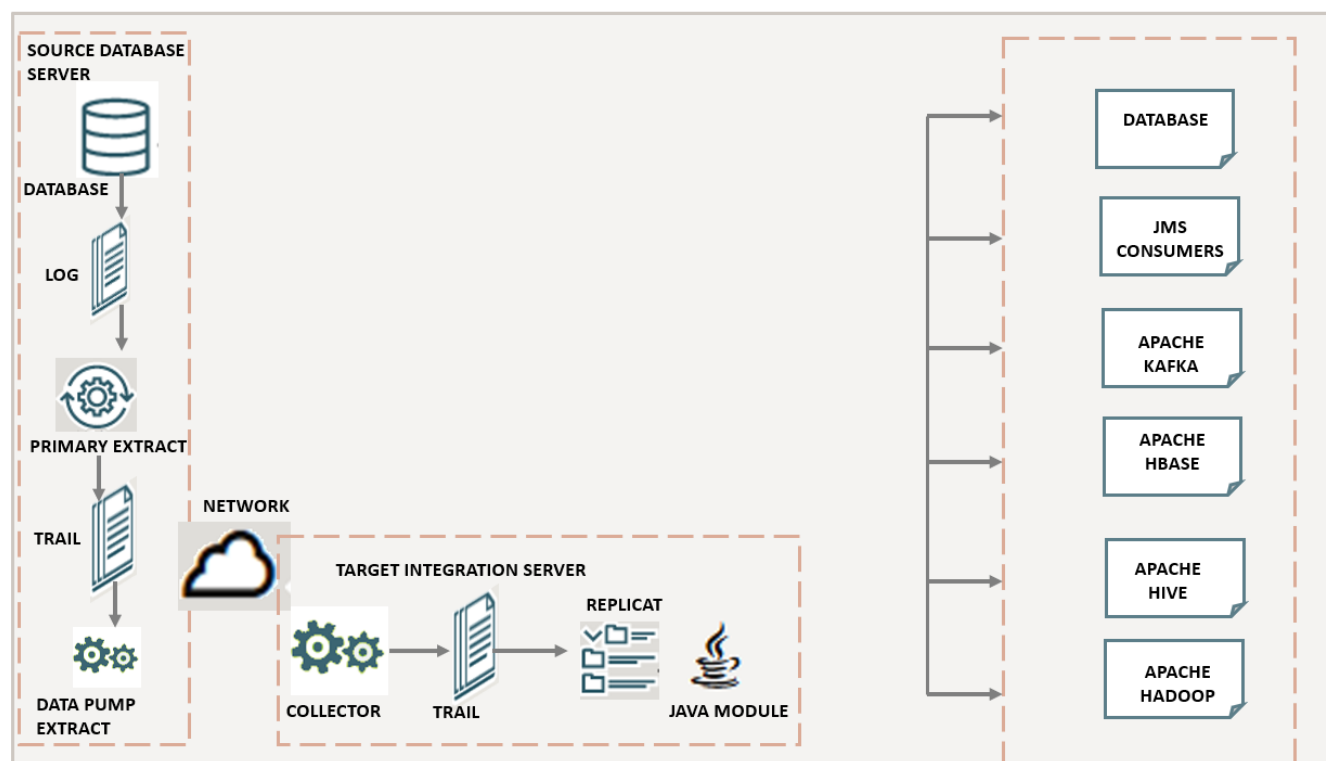 SOURCE DATABASE
SERVER
DATABASE
LOG
PRIMARY EXTRACT
TRAIL
DATA PUMP
EXTRACT
NETWORK
TARGET INTEGRATION SERVER
COLLECTOR
TRAIL
REPLICAT
JAVA MODULE
DATABASE
JMS
CONSUMERS
APACHE
KAFKA
APACHE
HBASE
APACHE
HIVE
APACHE
HADOOP